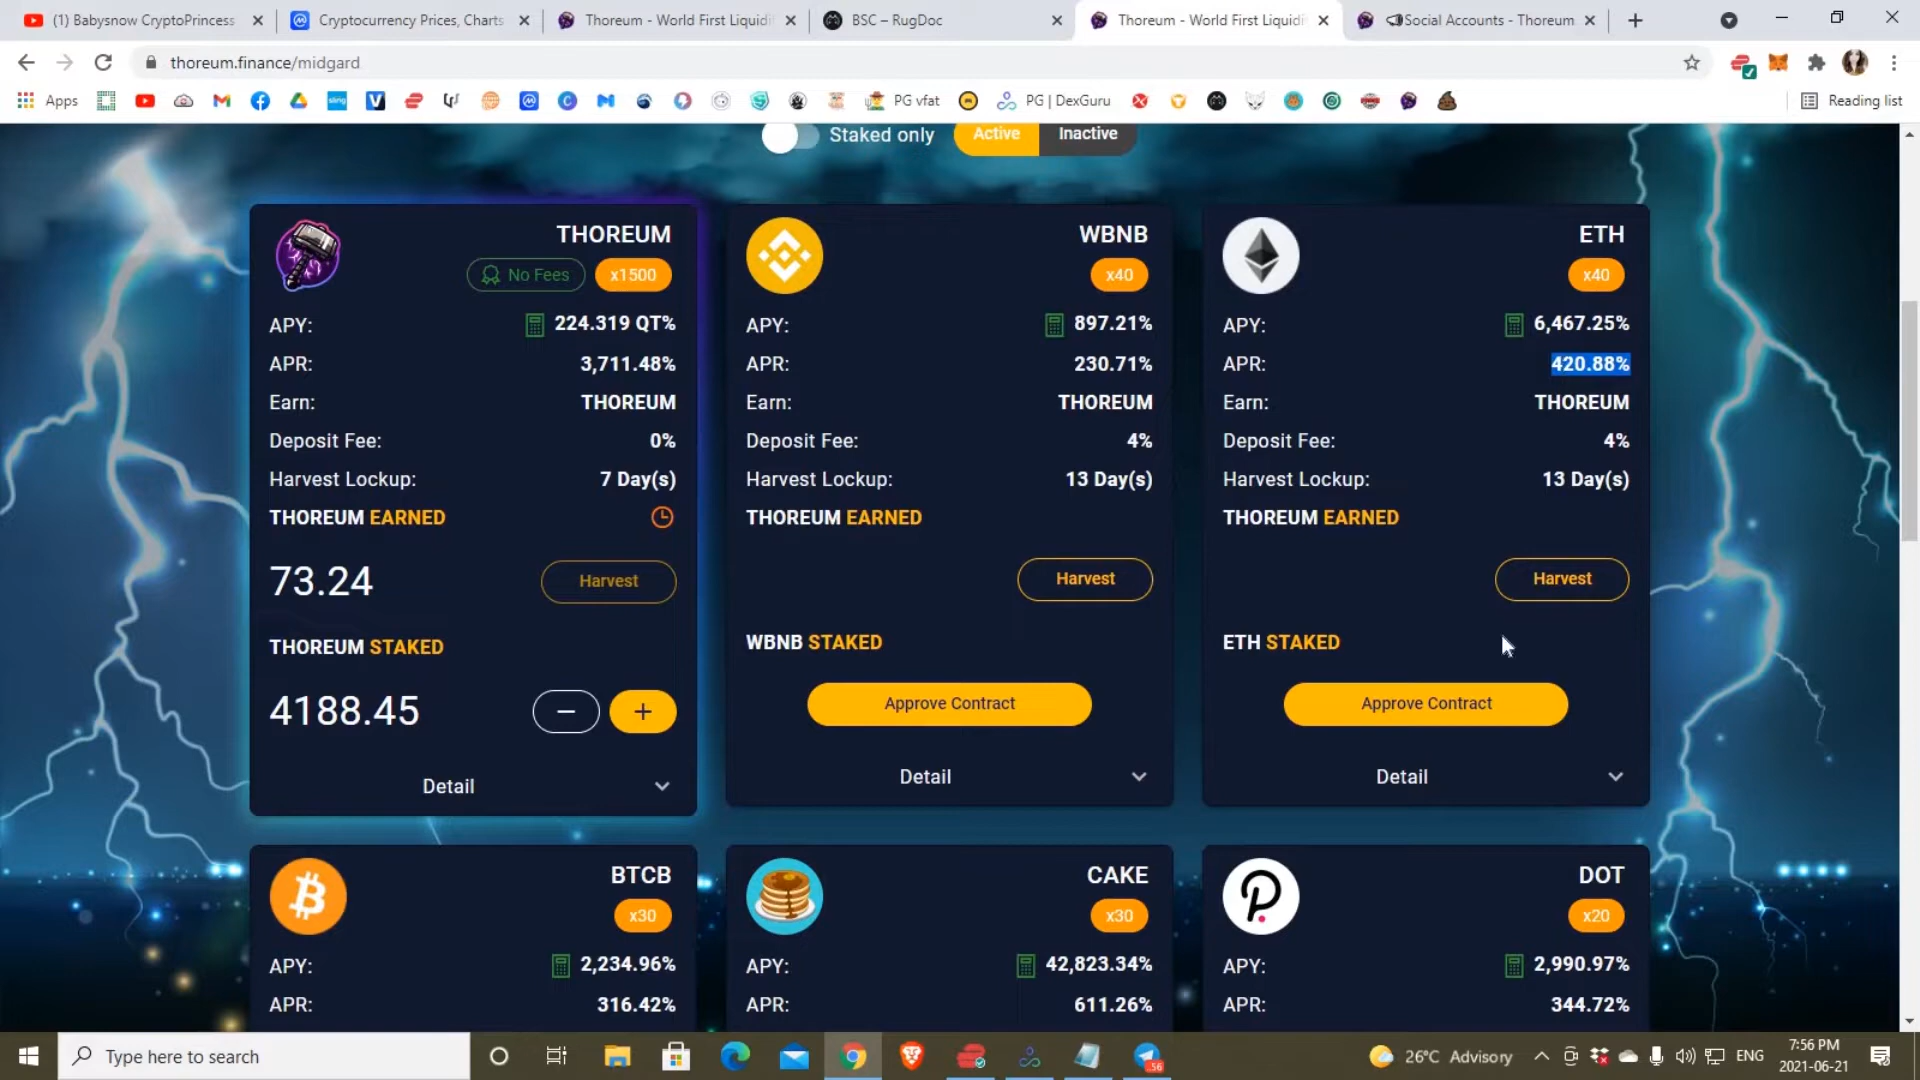 (1) Babysnow CryptoPrincess
Cryptocurrency Prices, Charts
Thoreum - World First Liquidi
BSC – RugDoc
Thoreum - World First Liquidi
Social Accounts - Thoreum
thoreum.finance/midgard
Apps
PG vfat
PG | DexGuru
Reading list
Staked only
Active
Inactive
THOREUM
No Fees
x1500
APY: 224.319 QT%
APR: 3,711.48%
Earn: THOREUM
Deposit Fee: 0%
Harvest Lockup: 7 Day(s)
THOREUM EARNED
73.24
Harvest
THOREUM STAKED
4188.45
Detail
WBNB
x40
APY: 897.21%
APR: 230.71%
Earn: THOREUM
Deposit Fee: 4%
Harvest Lockup: 13 Day(s)
THOREUM EARNED
Harvest
WBNB STAKED
Approve Contract
Detail
ETH
x40
APY: 6,467.25%
APR: 420.88%
Earn: THOREUM
Deposit Fee: 4%
Harvest Lockup: 13 Day(s)
THOREUM EARNED
Harvest
ETH STAKED
Approve Contract
Detail
BTCB
x30
APY: 2,234.96%
APR: 316.42%
CAKE
x30
APY: 42,823.34%
APR: 611.26%
DOT
x20
APY: 2,990.97%
APR: 344.72%
Type here to search
56
26°C Advisory
ENG
7:56 PM
2021-06-21